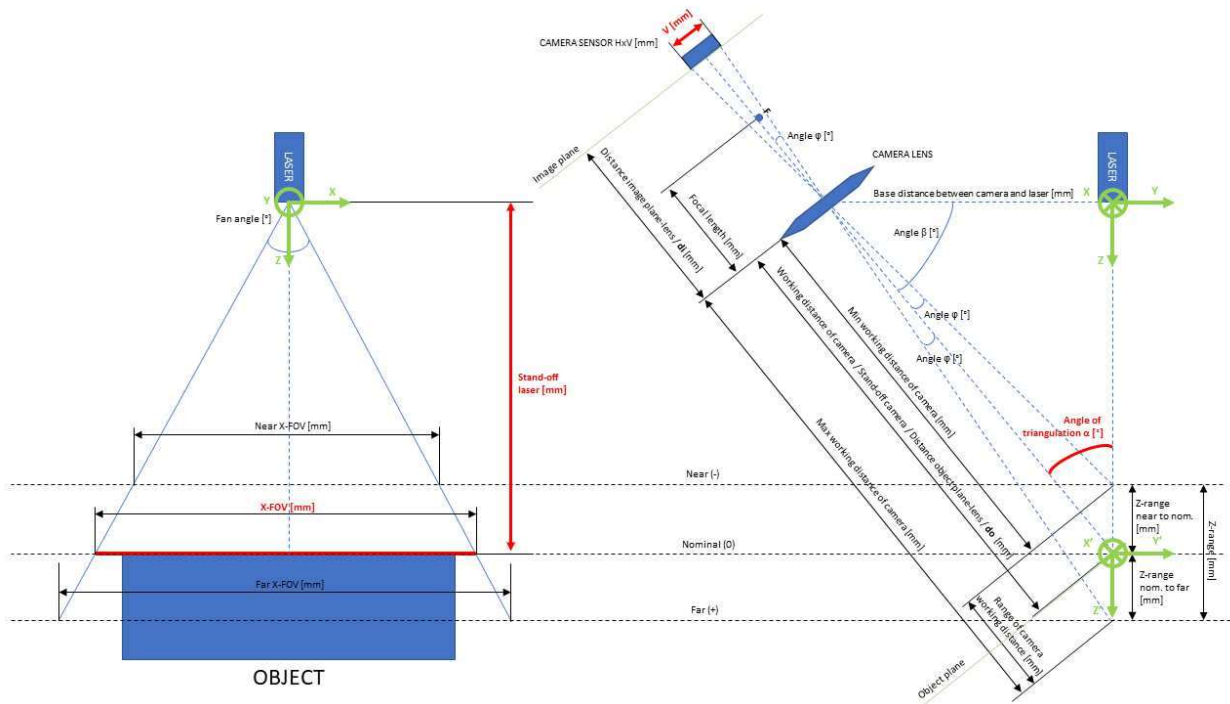 V [mm]
CAMERA SENSOR HxV [mm]
F
Angle φ [°]
Image plane
CAMERA LENS
LASER
LASER
Distance image plane-lens / di [mm]
Focal length [mm]
Base distance between camera and laser [mm]
X
Y
Z
Fan angle [°]
X
Y
Z
Angle β [°]
Angle φ [°]
Angle φ [°]
Min working distance of camera [mm]
Working distance of camera / Stand-off camera / Distance object plane-lens / do [mm]
Max working distance of camera [mm]
Stand-off
laser [mm]
Angle of
triangulation α [°]
Near X-FOV [mm]
Near (-)
X-FOV [mm]
Nominal (0)
Far X-FOV [mm]
Far (+)
Z-range
near to nom.
[mm]
Z-range [mm]
X'
Y'
Z'
Z-range
nom. to far
[mm]
Range of camera
working distance [mm]
Object plane
OBJECT